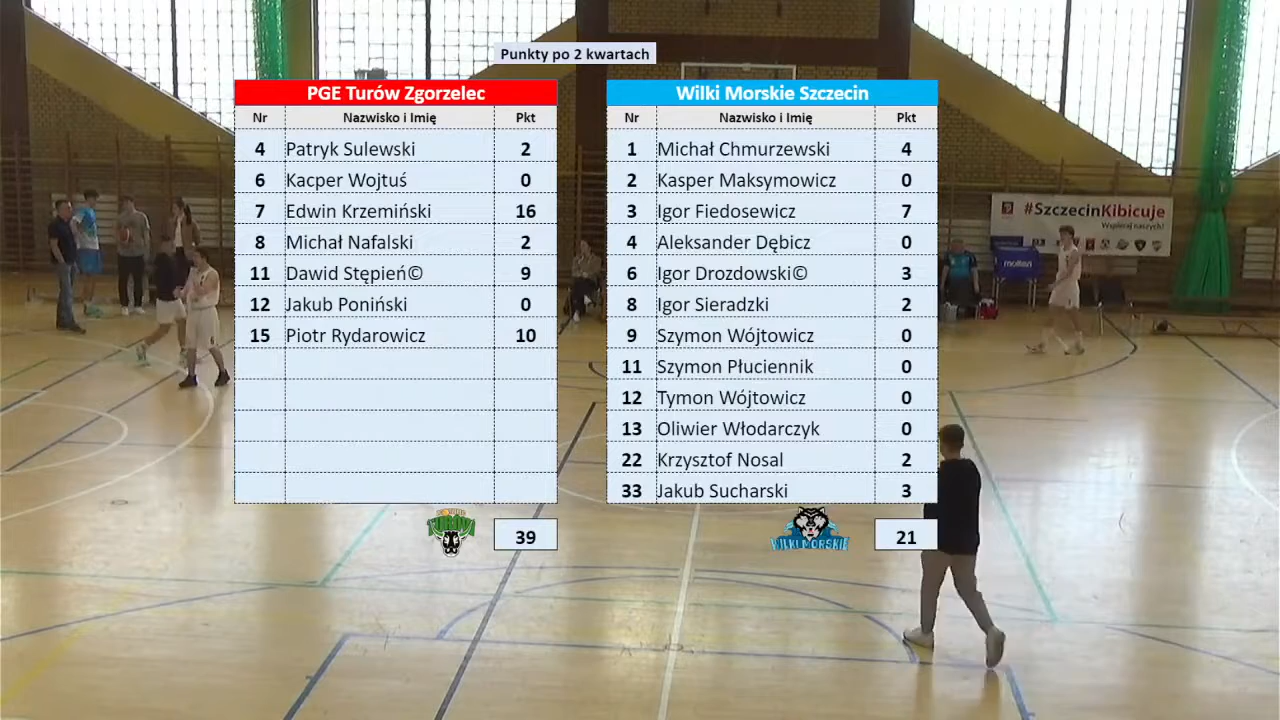 Punkty po 2 kwartach
PGE Turów Zgorzelec
Nr Nazwisko i Imię Pkt
4 Patryk Sulewski 2
6 Kacper Wojtuś 0
7 Edwin Krzemiński 16
8 Michał Nafalski 2
11 Dawid Stępień© 9
12 Jakub Poniński 0
15 Piotr Rydarowicz 10
39
Wilki Morskie Szczecin
Nr Nazwisko i Imię Pkt
1 Michał Chmurzewski 4
2 Kasper Maksymowicz 0
3 Igor Fiedosewicz 7
4 Aleksander Dębicz 0
6 Igor Drozdowski© 3
8 Igor Sieradzki 2
9 Szymon Wójtowicz 0
11 Szymon Płuciennik 0
12 Tymon Wójtowicz 0
13 Oliwier Włodarczyk 0
22 Krzysztof Nosal 2
33 Jakub Sucharski 3
WILKI MORSKIE
21
#SzczecinKibicuje
Wspieraj naszych!
molten